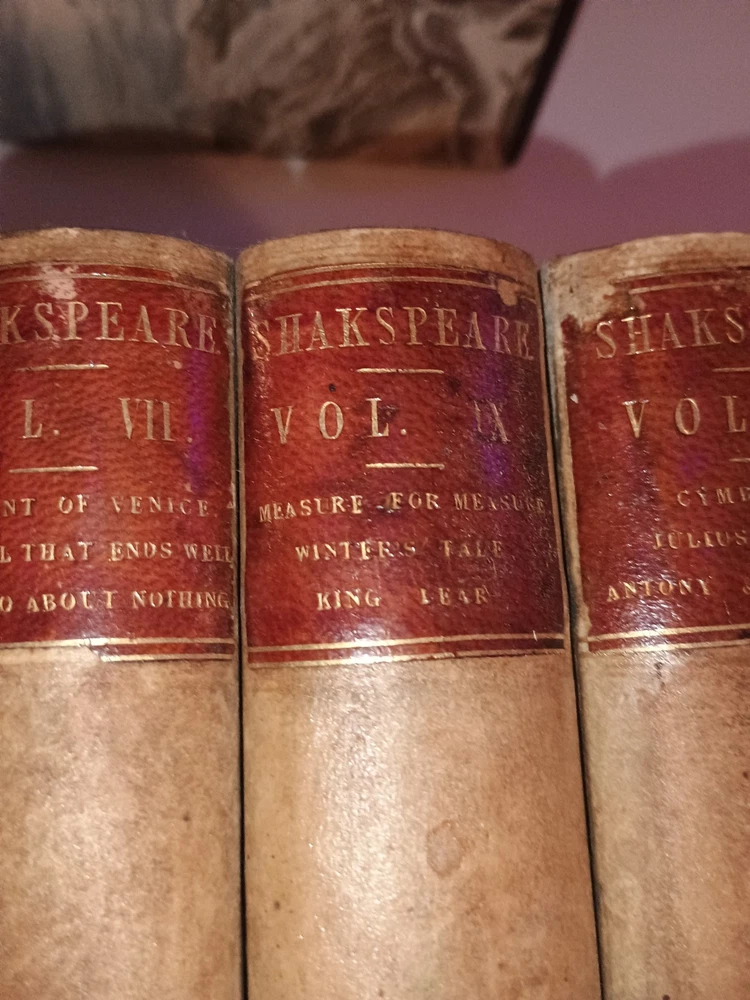 KSPEARE
L. VII.
NT OF VENICE
L THAT ENDS WELL
O ABOUT NOTHING
SHAKSPEARE.
VOL. IX
MEASURE FOR MEASURE
WINTER'S TALE
KING LEAR
SHAKS
VOL
CYMB
JULIUS
ANTONY